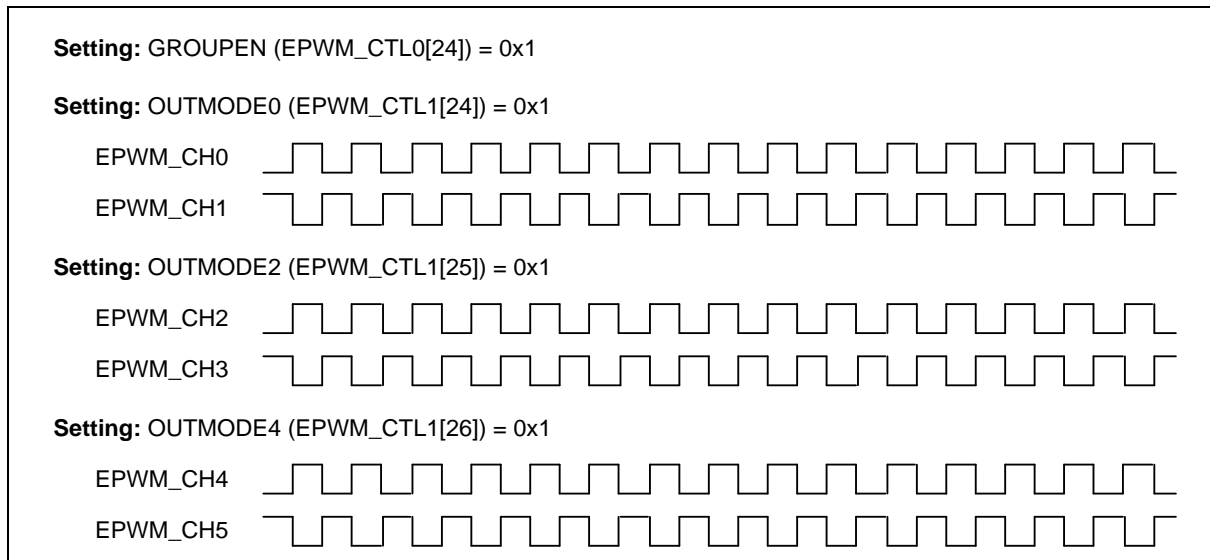 Setting: GROUPEN (EPWM_CTL0[24]) = 0x1
Setting: OUTMODE0 (EPWM_CTL1[24]) = 0x1
EPWM_CH0
EPWM_CH1
Setting: OUTMODE2 (EPWM_CTL1[25]) = 0x1
EPWM_CH2
EPWM_CH3
Setting: OUTMODE4 (EPWM_CTL1[26]) = 0x1
EPWM_CH4
EPWM_CH5